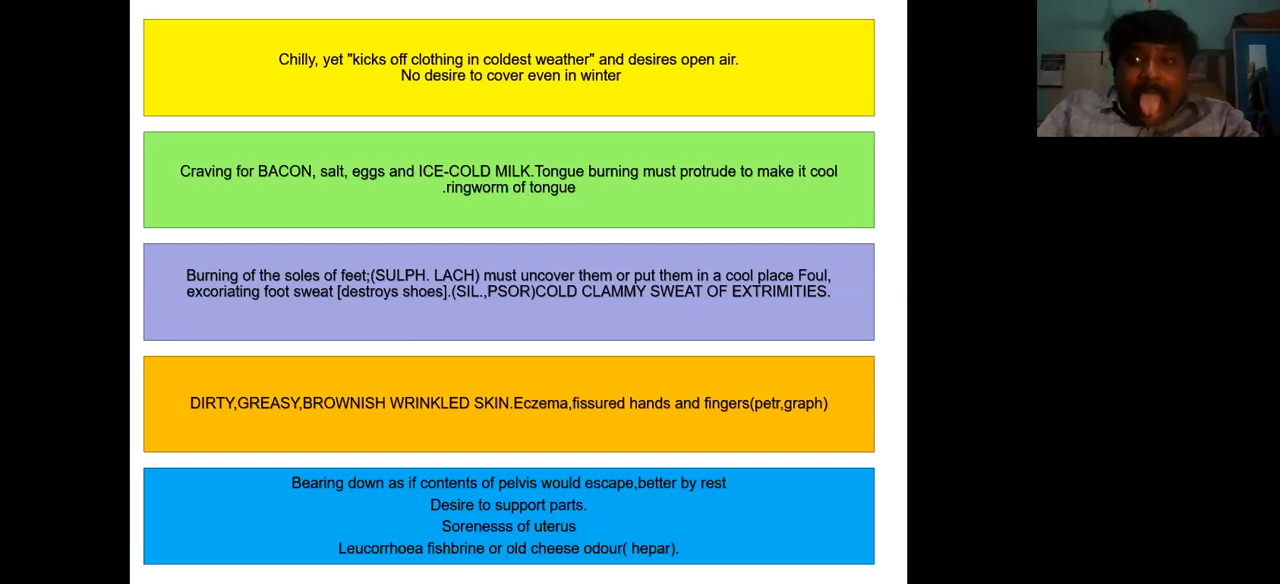 Chilly, yet "kicks off clothing in coldest weather" and desires open air.
No desire to cover even in winter
Craving for BACON, salt, eggs and ICE-COLD MILK.Tongue burning must protrude to make it cool
.ringworm of tongue
Burning of the soles of feet;(SULPH. LACH) must uncover them or put them in a cool place Foul,
excoriating foot sweat [destroys shoes].(SIL.,PSOR)COLD CLAMMY SWEAT OF EXTRIMITIES.
DIRTY,GREASY,BROWNISH WRINKLED SKIN.Eczema,fissured hands and fingers(petr,graph)
Bearing down as if contents of pelvis would escape,better by rest
Desire to support parts.
Sorenesss of uterus
Leucorrhoea fishbrine or old cheese odour( hepar).